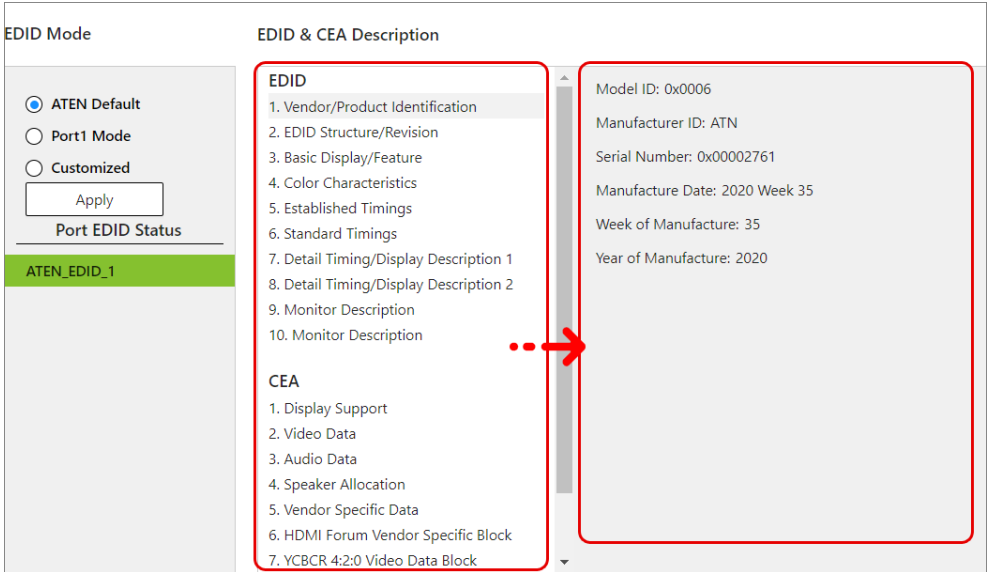 EDID Mode
EDID & CEA Description
ATEN Default
Port1 Mode
Customized
Apply
Port EDID Status
ATEN_EDID_1
EDID
1. Vendor/Product Identification
2. EDID Structure/Revision
3. Basic Display/Feature
4. Color Characteristics
5. Established Timings
6. Standard Timings
7. Detail Timing/Display Description 1
8. Detail Timing/Display Description 2
9. Monitor Description
10. Monitor Description
CEA
1. Display Support
2. Video Data
3. Audio Data
4. Speaker Allocation
5. Vendor Specific Data
6. HDMI Forum Vendor Specific Block
7. YCBCR 4:2:0 Video Data Block
Model ID: 0x0006
Manufacturer ID: ATN
Serial Number: 0x00002761
Manufacture Date: 2020 Week 35
Week of Manufacture: 35
Year of Manufacture: 2020